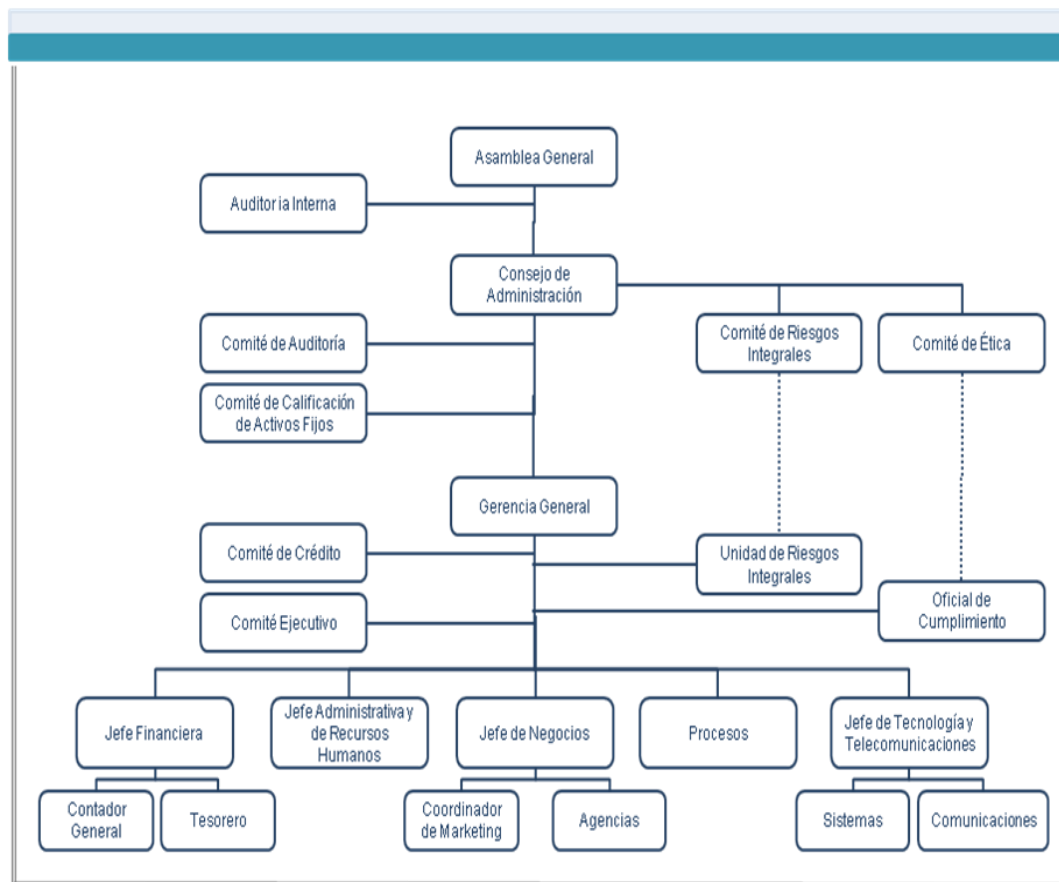 Asamblea General
Auditoria Interna
Consejo de
Administración
Comité de Auditoría
Comité de Riesgos
Integrales
Comité de Ética
Comité de Calificación
de Activos Fijos
Gerencia General
Comité de Crédito
Unidad de Riesgos
Integrales
Comité Ejecutivo
Oficial de
Cumplimiento
Jefe Financiera
Jefe Administrativa y
de Recursos
Humanos
Jefe de Negocios
Procesos
Jefe de Tecnología y
Telecomunicaciones
Contador
General
Tesorero
Coordinador
de Marketing
Agencias
Sistemas
Comunicaciones